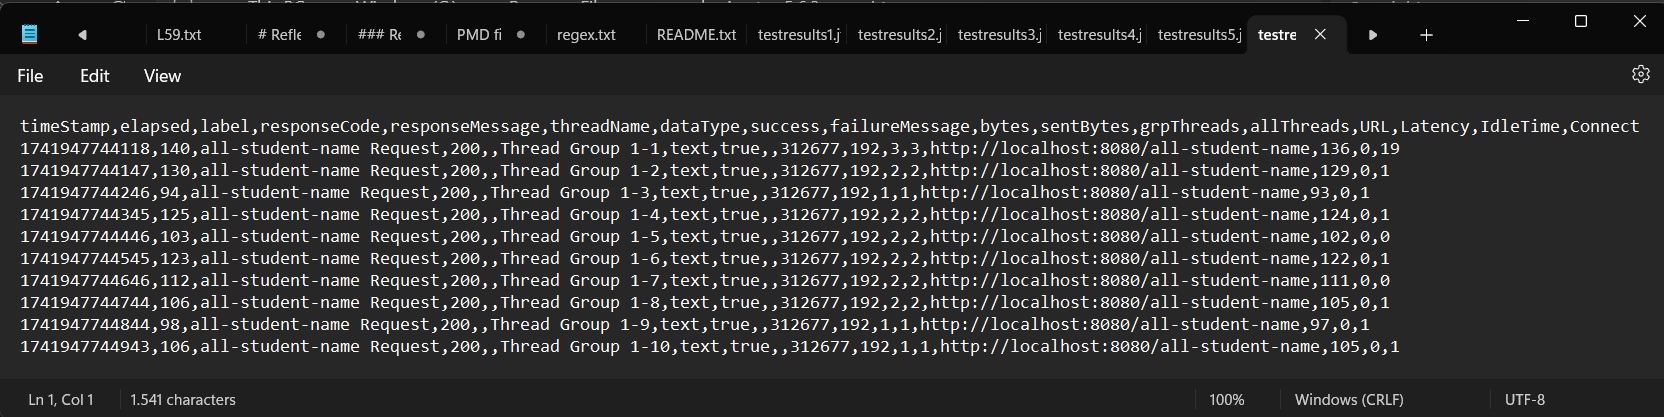 L59.txt
# Refle
### Re
PMD fi
regex.txt
README.txt
testresults1.j
testresults2.j
testresults3.j
testresults4.j
testresults5.j
testre
File Edit View
timeStamp,elapsed,label,responseCode,responseMessage,threadName,dataType,success,failureMessage,bytes,sentBytes,grpThreads,allThreads,URL,Latency,IdleTime,Connect
1741947744118,140,all-student-name Request,200,,Thread Group 1-1,text,true,,312677,192,3,3,http://localhost:8080/all-student-name,136,0,19
1741947744147,130,all-student-name Request,200,,Thread Group 1-2,text,true,,312677,192,2,2,http://localhost:8080/all-student-name,129,0,1
1741947744246,94,all-student-name Request,200,,Thread Group 1-3,text,true,,312677,192,1,1,http://localhost:8080/all-student-name,93,0,1
1741947744345,125,all-student-name Request,200,,Thread Group 1-4,text,true,,312677,192,2,2,http://localhost:8080/all-student-name,124,0,1
1741947744446,103,all-student-name Request,200,,Thread Group 1-5,text,true,,312677,192,2,2,http://localhost:8080/all-student-name,102,0,0
1741947744545,123,all-student-name Request,200,,Thread Group 1-6,text,true,,312677,192,2,2,http://localhost:8080/all-student-name,122,0,1
1741947744646,112,all-student-name Request,200,,Thread Group 1-7,text,true,,312677,192,2,2,http://localhost:8080/all-student-name,111,0,0
1741947744744,106,all-student-name Request,200,,Thread Group 1-8,text,true,,312677,192,2,2,http://localhost:8080/all-student-name,105,0,1
1741947744844,98,all-student-name Request,200,,Thread Group 1-9,text,true,,312677,192,1,1,http://localhost:8080/all-student-name,97,0,1
1741947744943,106,all-student-name Request,200,,Thread Group 1-10,text,true,,312677,192,1,1,http://localhost:8080/all-student-name,105,0,1
Ln 1, Col 1 1.541 characters 100% Windows (CRLF) UTF-8